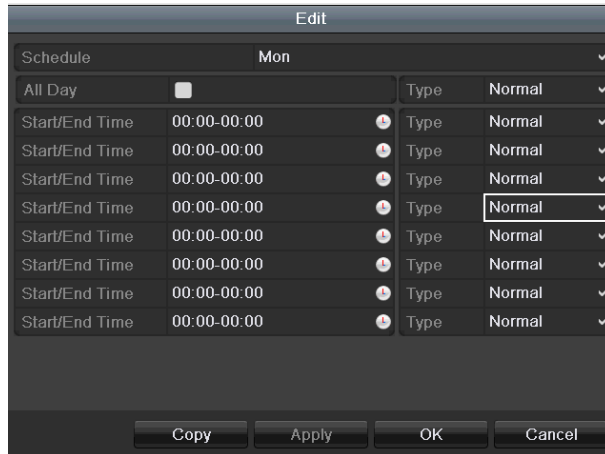 Edit
Schedule Mon
All Day Type Normal
Start/End Time 00:00-00:00 Type Normal
Start/End Time 00:00-00:00 Type Normal
Start/End Time 00:00-00:00 Type Normal
Start/End Time 00:00-00:00 Type Normal
Start/End Time 00:00-00:00 Type Normal
Start/End Time 00:00-00:00 Type Normal
Start/End Time 00:00-00:00 Type Normal
Start/End Time 00:00-00:00 Type Normal
Copy Apply OK Cancel